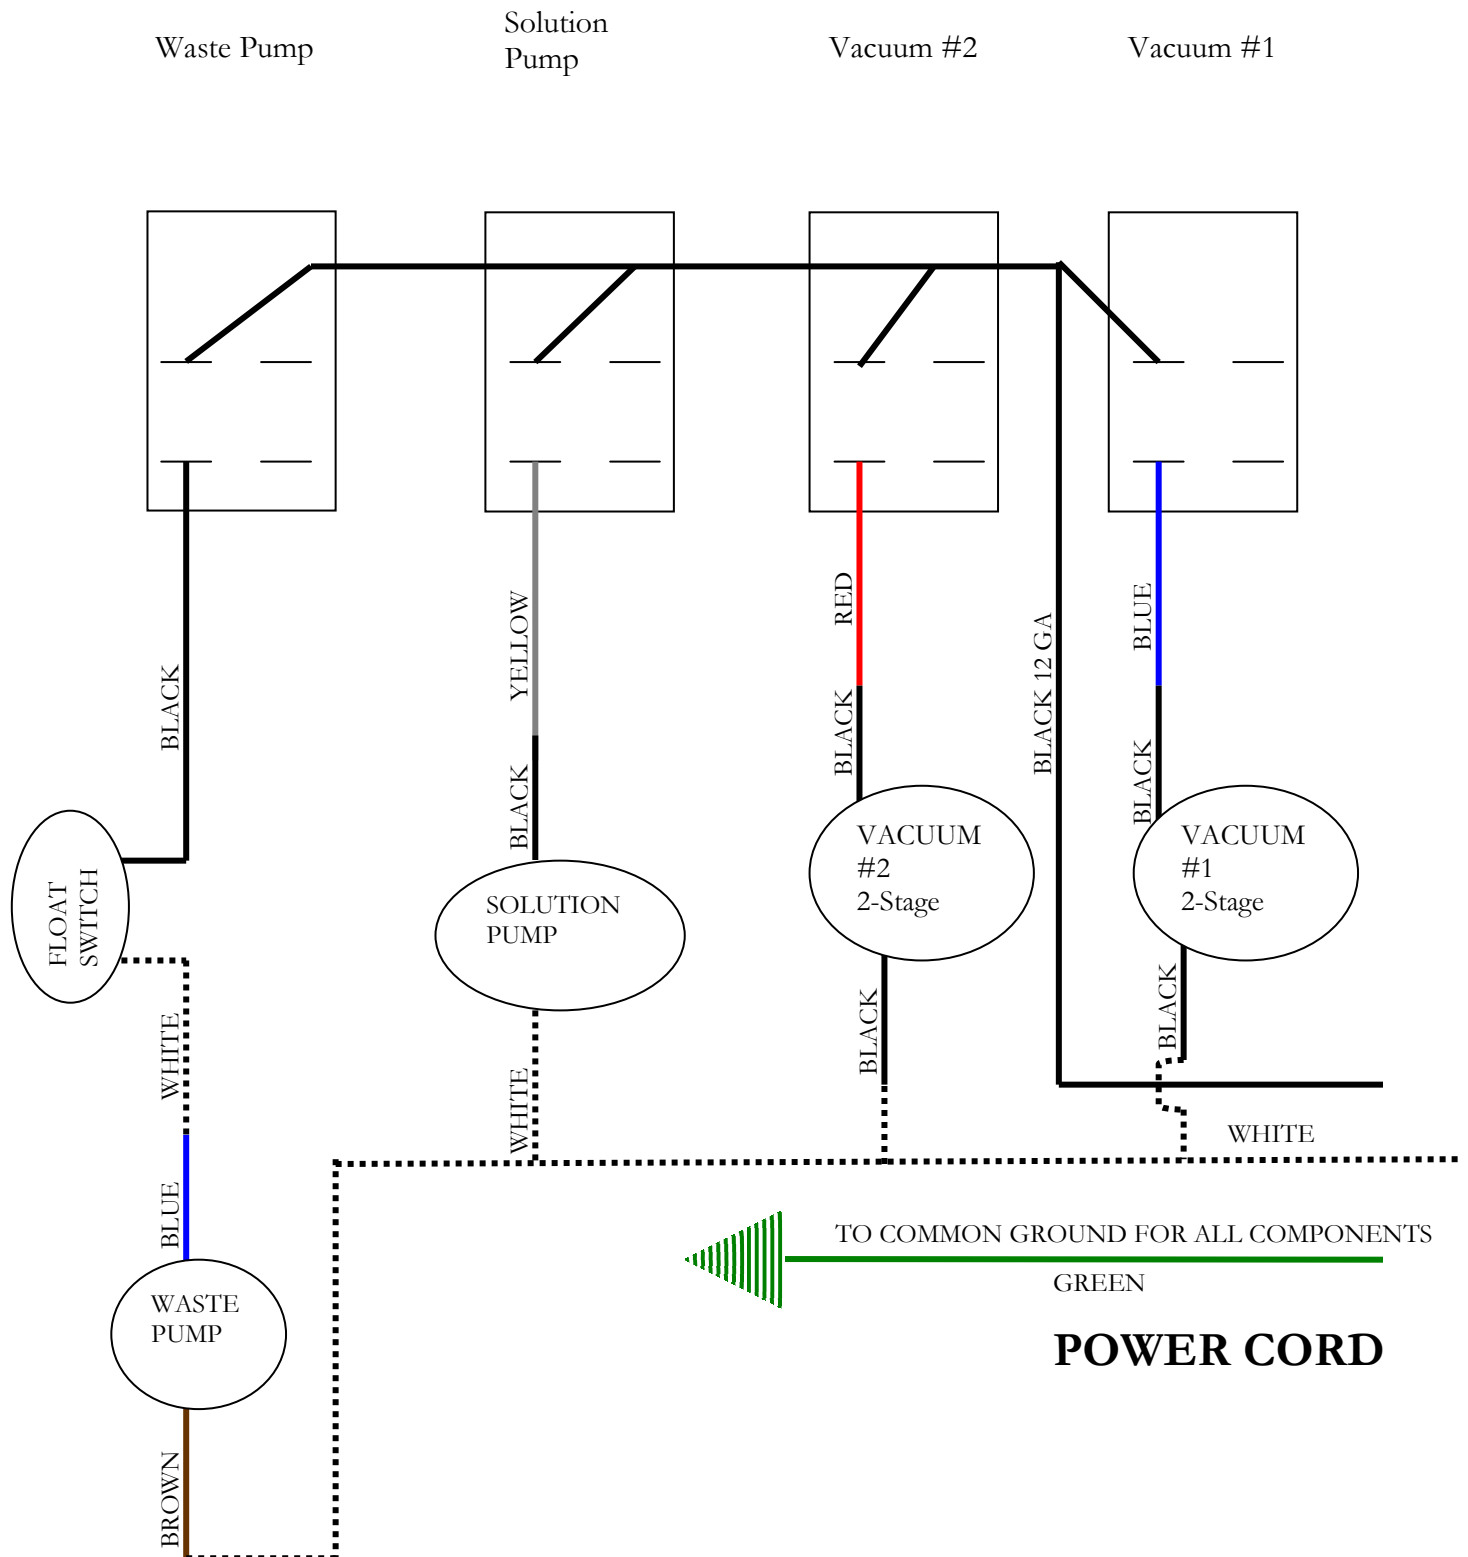 Waste Pump
Solution
Pump
Vacuum #2
Vacuum #1
BLACK
YELLOW
RED
BLACK 12 GA
BLUE
BLACK
BLACK
BLACK
FLOAT
SWITCH
SOLUTION
PUMP
VACUUM
#2
2-Stage
VACUUM
#1
2-Stage
WHITE
WHITE
BLACK
BLACK
WHITE
BLUE
TO COMMON GROUND FOR ALL COMPONENTS
GREEN
WASTE
PUMP
POWER CORD
BROWN